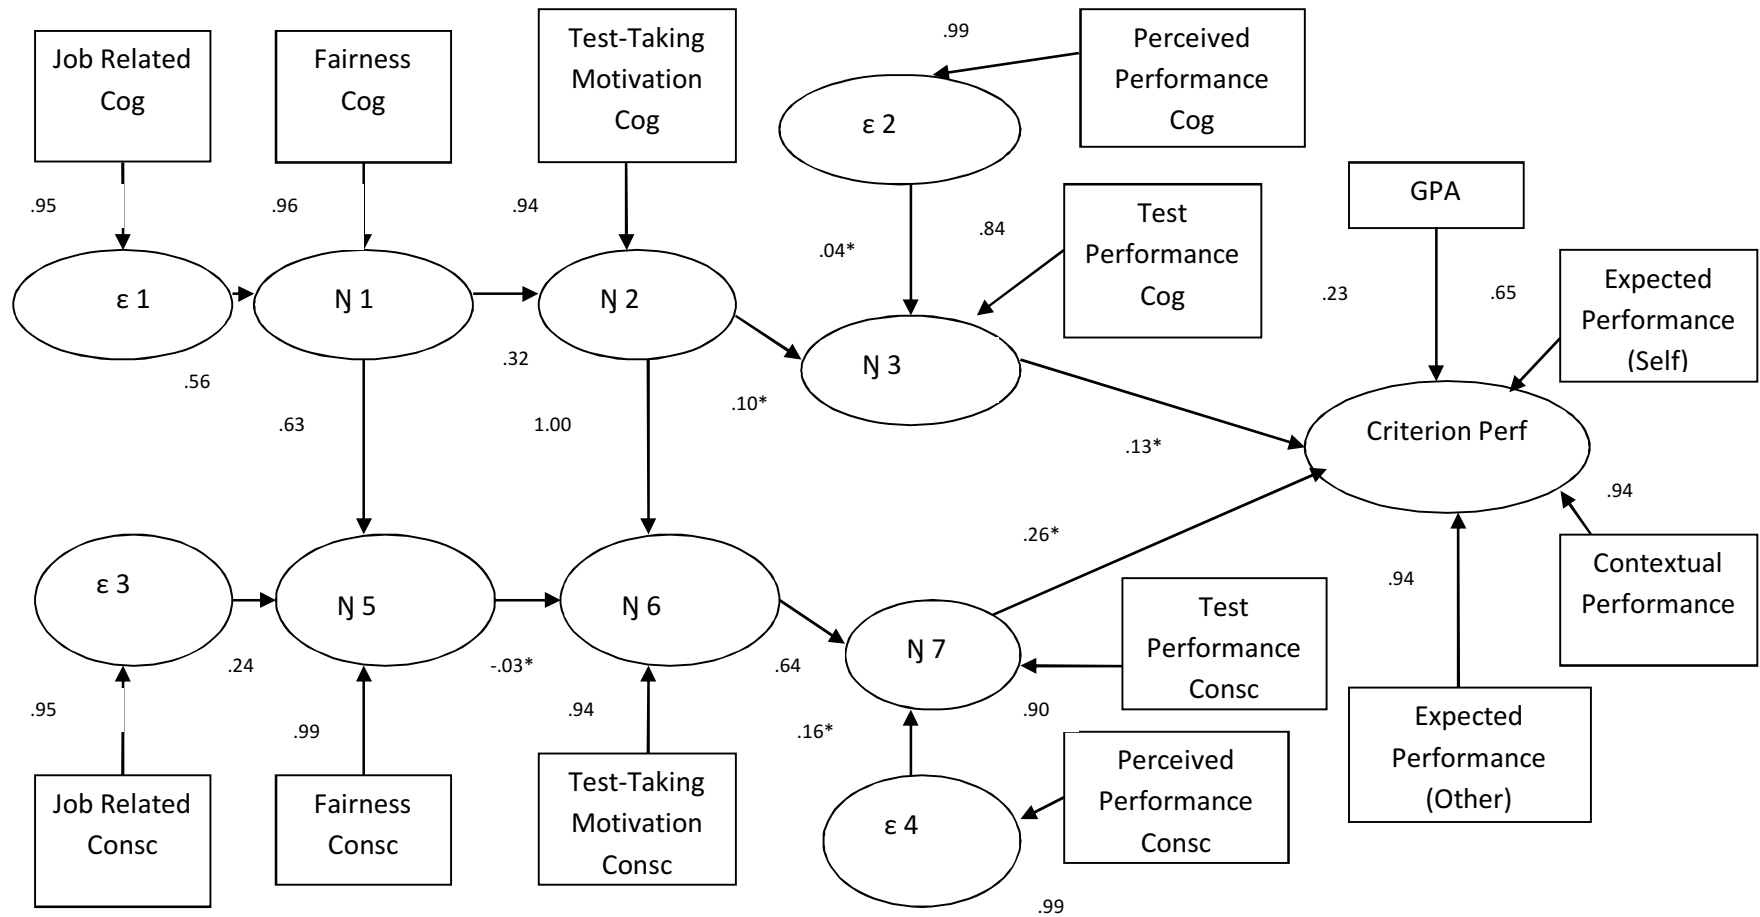 Job Related
Cog
Fairness
Cog
Test-Taking
Motivation
Cog
.99
Perceived
Performance
Cog
ε 2
.95
.96
.94
.04*
.84
Test
Performance
Cog
GPA
.23
.65
Expected
Performance
(Self)
ε 1
Ŋ 1
Ŋ 2
Ŋ 3
.56
.32
.10*
.63
1.00
.13*
Criterion Perf
.94
Contextual
Performance
.26*
.94
ε 3
Ŋ 5
Ŋ 6
Ŋ 7
Test
Performance
Consc
.24
-.03*
.64
.95
.99
.94
.16*
.90
Expected
Performance
(Other)
Job Related
Consc
Fairness
Consc
Test-Taking
Motivation
Consc
ε 4
Perceived
Performance
Consc
.99